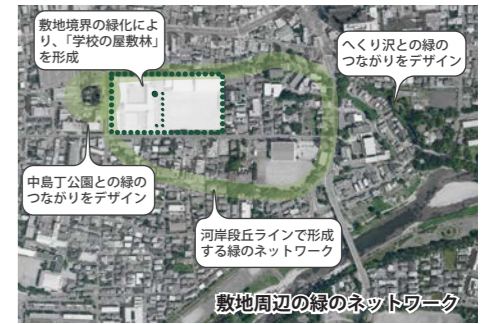 敷地境界の緑化によ
り、「学校の屋敷林」
を形成
へくり沢との緑の
つながりをデザイン
中島丁公園との緑の
つながりをデザイン
河岸段丘ラインで形成
する緑のネットワーク
敷地周辺の緑のネットワーク